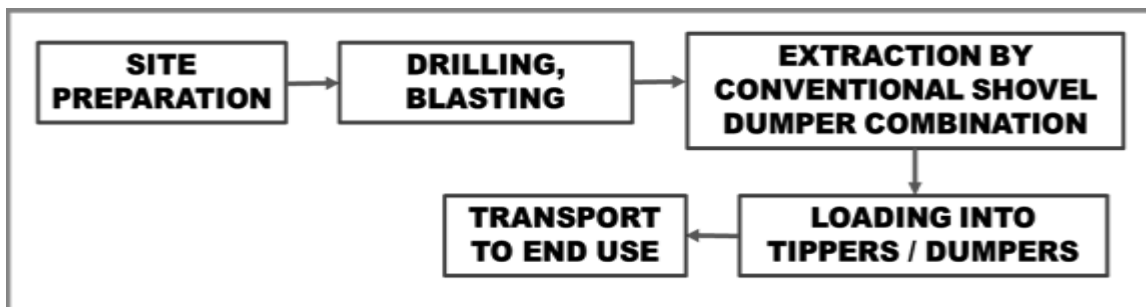 SITE
PREPARATION
DRILLING,
BLASTING
EXTRACTION BY
CONVENTIONAL SHOVEL
DUMPER COMBINATION
LOADING INTO
TIPPERS / DUMPERS
TRANSPORT
TO END USE